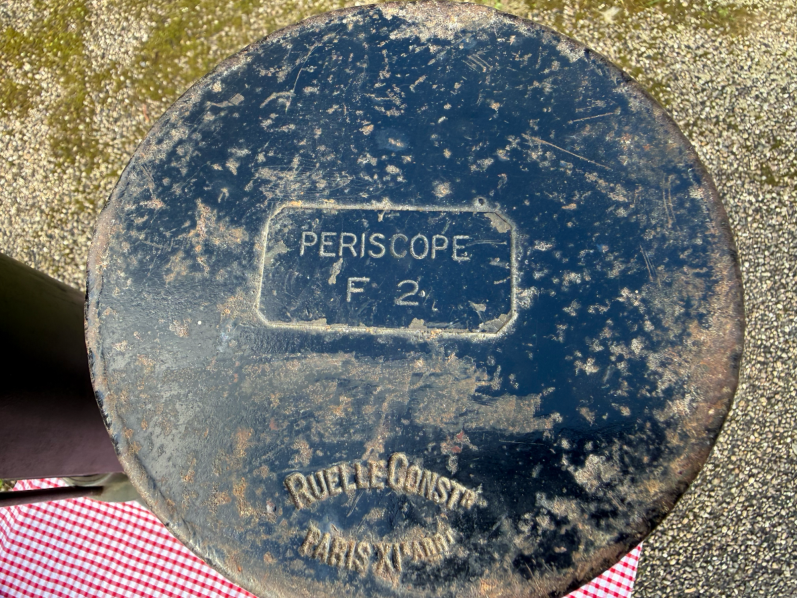 PERISCOPE
F 2
RUELLE CONSTR
PARIS XI ARRT